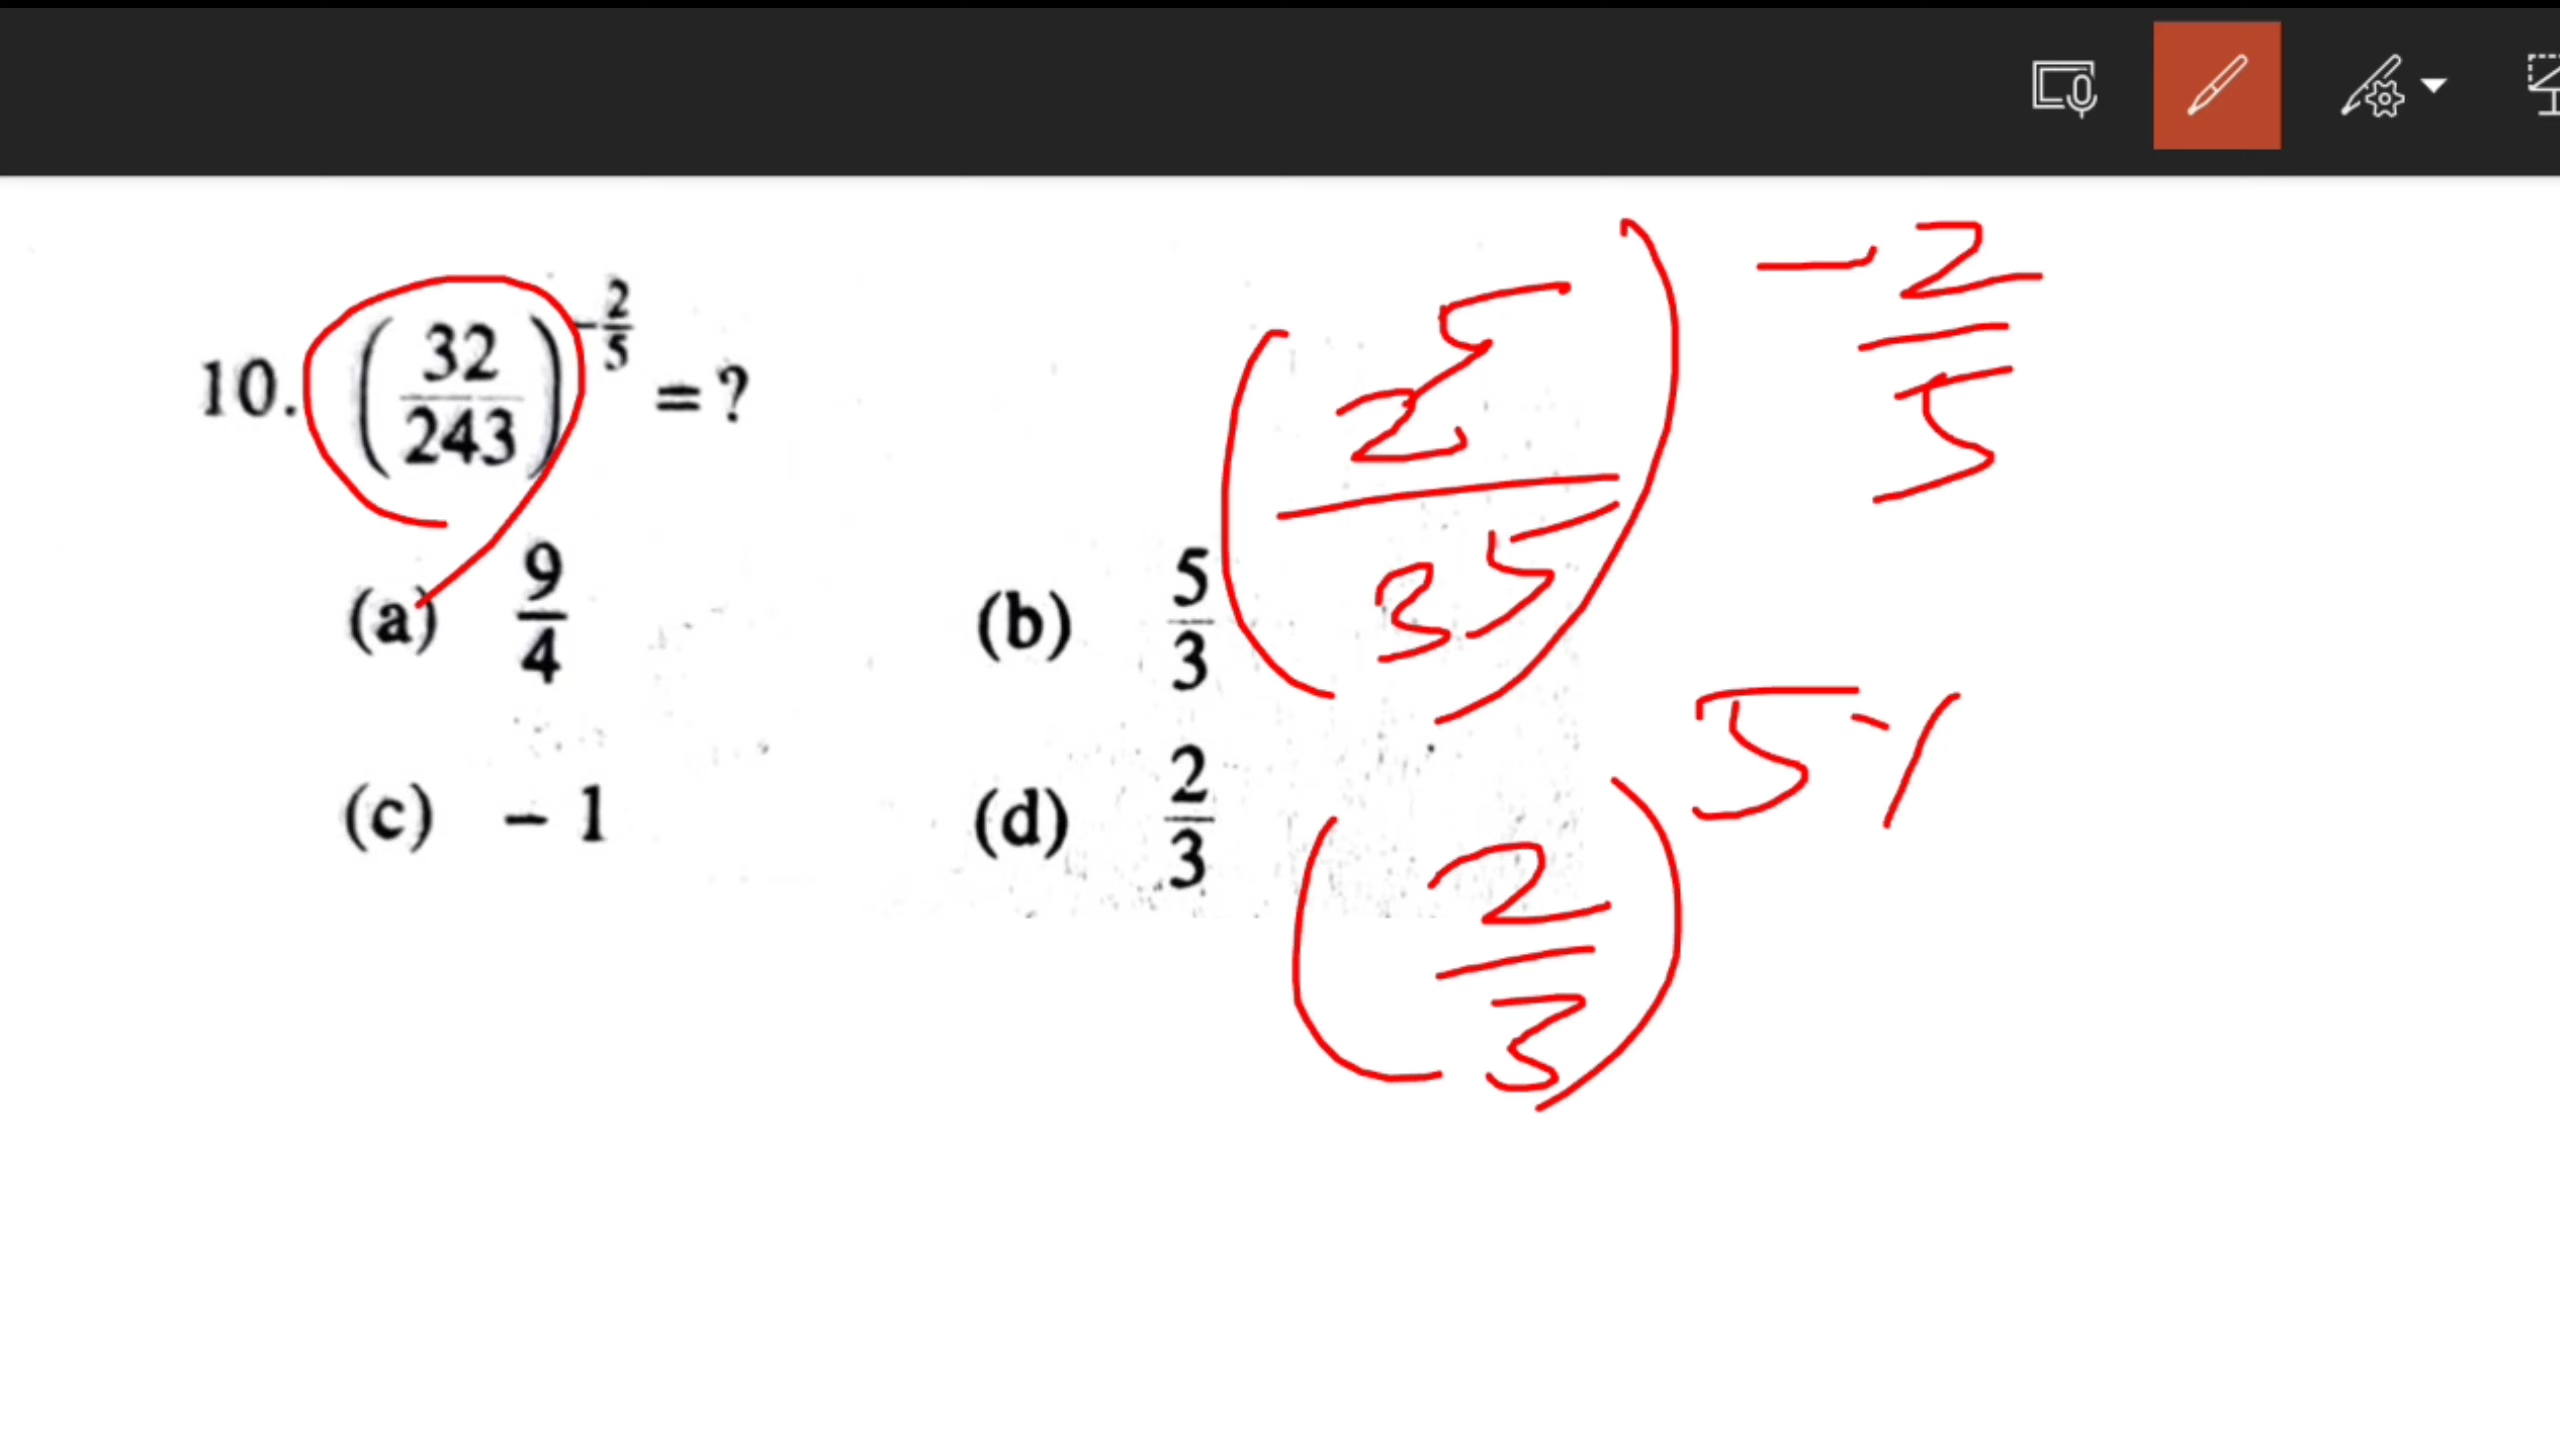 10. (32/243)^-2/5 = ?
(a) 9/4 (b) 5/3
(c) - 1 (d) 2/3
(2^5/3^5)^-2/5
(2/3)^5